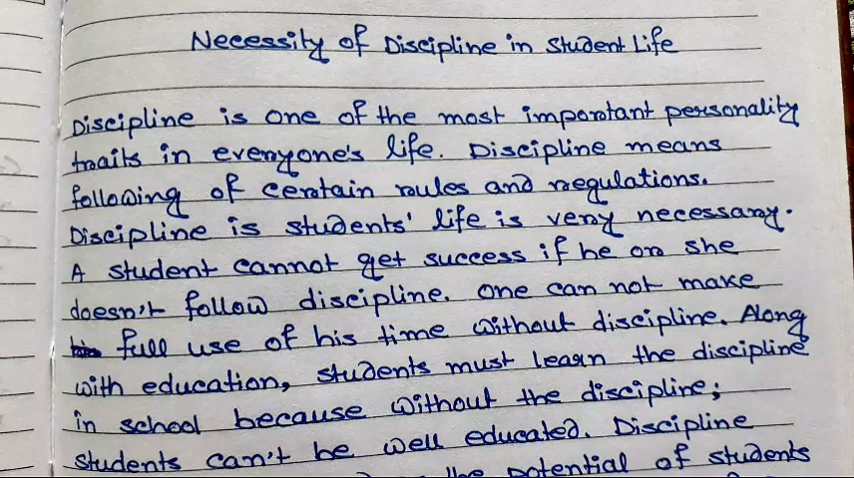 Necessity of Discipline in Student Life
Discipline is one of the most important personality
traits in everyone's life. Discipline means
following of certain rules and regulations.
Discipline is students' life is very necessary.
A student cannot get success if he or she
doesn't follow discipline. One can not make
full use of his time without discipline. Along
with education, students must learn the discipline
in school because without the discipline;
students can't be well educated. Discipline
the potential of students